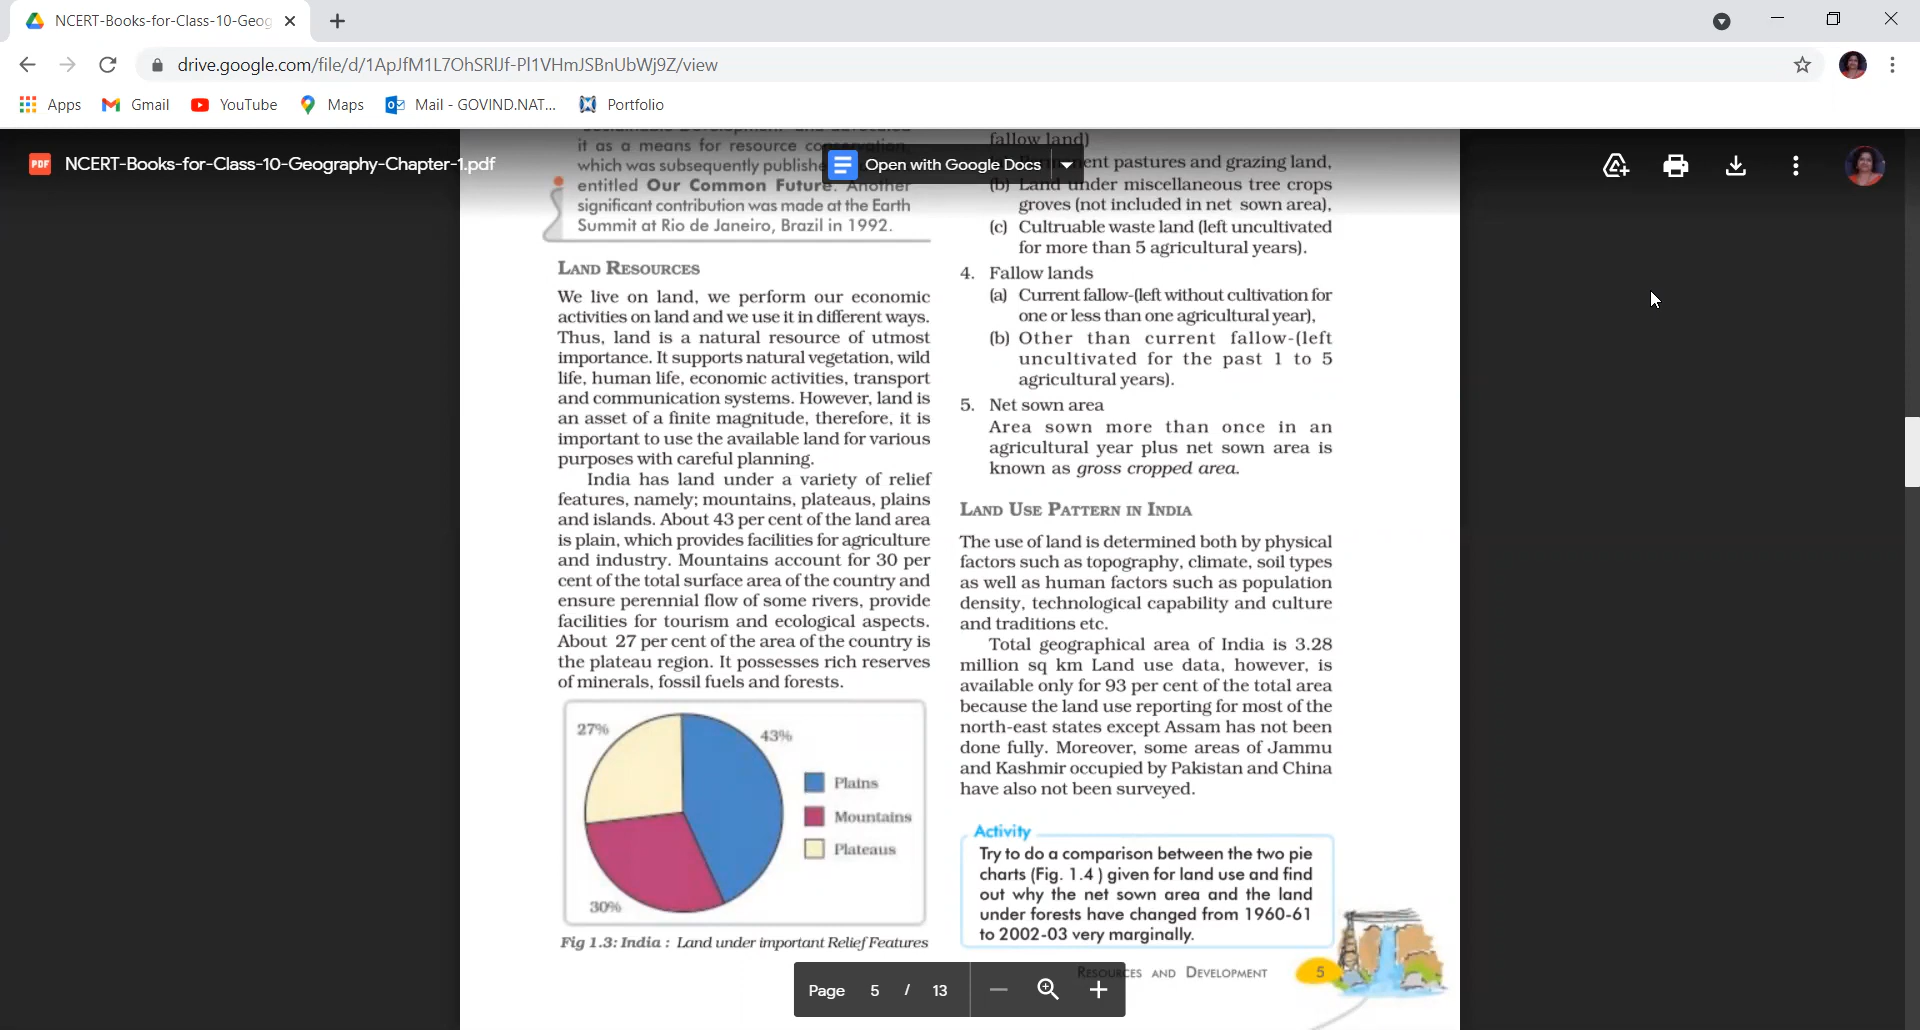 NCERT-Books-for-Class-10-Geog
drive.google.com/file/d/1ApJfM1L7OhSRlJf-Pl1VHmJSBnUbWj9Z/view
Apps
Gmail
YouTube
Maps
Mail - GOVIND.NAT...
Portfolio
PDF
NCERT-Books-for-Class-10-Geography-Chapter-1.pdf
Open with Google Docs
it as a means for resource
which was subsequently
entitled Our Common Future. Another
significant contribution was made at the Earth
Summit at Rio de Janeiro, Brazil in 1992.
LAND RESOURCES
We live on land, we perform our economic
activities on land and we use it in different ways.
Thus, land is a natural resource of utmost
importance. It supports natural vegetation, wild
life, human life, economic activities, transport
and communication systems. However, land is
an asset of a finite magnitude, therefore, it is
important to use the available land for various
purposes with careful planning.
India has land under a variety of relief
features, namely; mountains, plateaus, plains
and islands. About 43 per cent of the land area
is plain, which provides facilities for agriculture
and industry. Mountains account for 30 per
cent of the total surface area of the country and
ensure perennial flow of some rivers, provide
facilities for tourism and ecological aspects.
About 27 per cent of the area of the country is
the plateau region. It possesses rich reserves
of minerals, fossil fuels and forests.
27%
43%
30%
Plains
Mountains
Plateaus
Fig 1.3: India : Land under important Relief Features
fallow land)
pastures and grazing land,
(b) Land under miscellaneous tree crops
groves (not included in net sown area),
(c) Cultruable waste land (left uncultivated
for more than 5 agricultural years).
4. Fallow lands
(a) Current fallow-(left without cultivation for
one or less than one agricultural year),
(b) Other than current fallow-(left
uncultivated for the past 1 to 5
agricultural years).
5. Net sown area
Area sown more than once in an
agricultural year plus net sown area is
known as gross cropped area.
LAND USE PATTERN IN INDIA
The use of land is determined both by physical
factors such as topography, climate, soil types
as well as human factors such as population
density, technological capability and culture
and traditions etc.
Total geographical area of India is 3.28
million sq km Land use data, however, is
available only for 93 per cent of the total area
because the land use reporting for most of the
north-east states except Assam has not been
done fully. Moreover, some areas of Jammu
and Kashmir occupied by Pakistan and China
have also not been surveyed.
Activity
Try to do a comparison between the two pie
charts (Fig. 1.4 ) given for land use and find
out why the net sown area and the land
under forests have changed from 1960-61
to 2002-03 very marginally.
RESOURCES AND DEVELOPMENT 5
Page 5 / 13